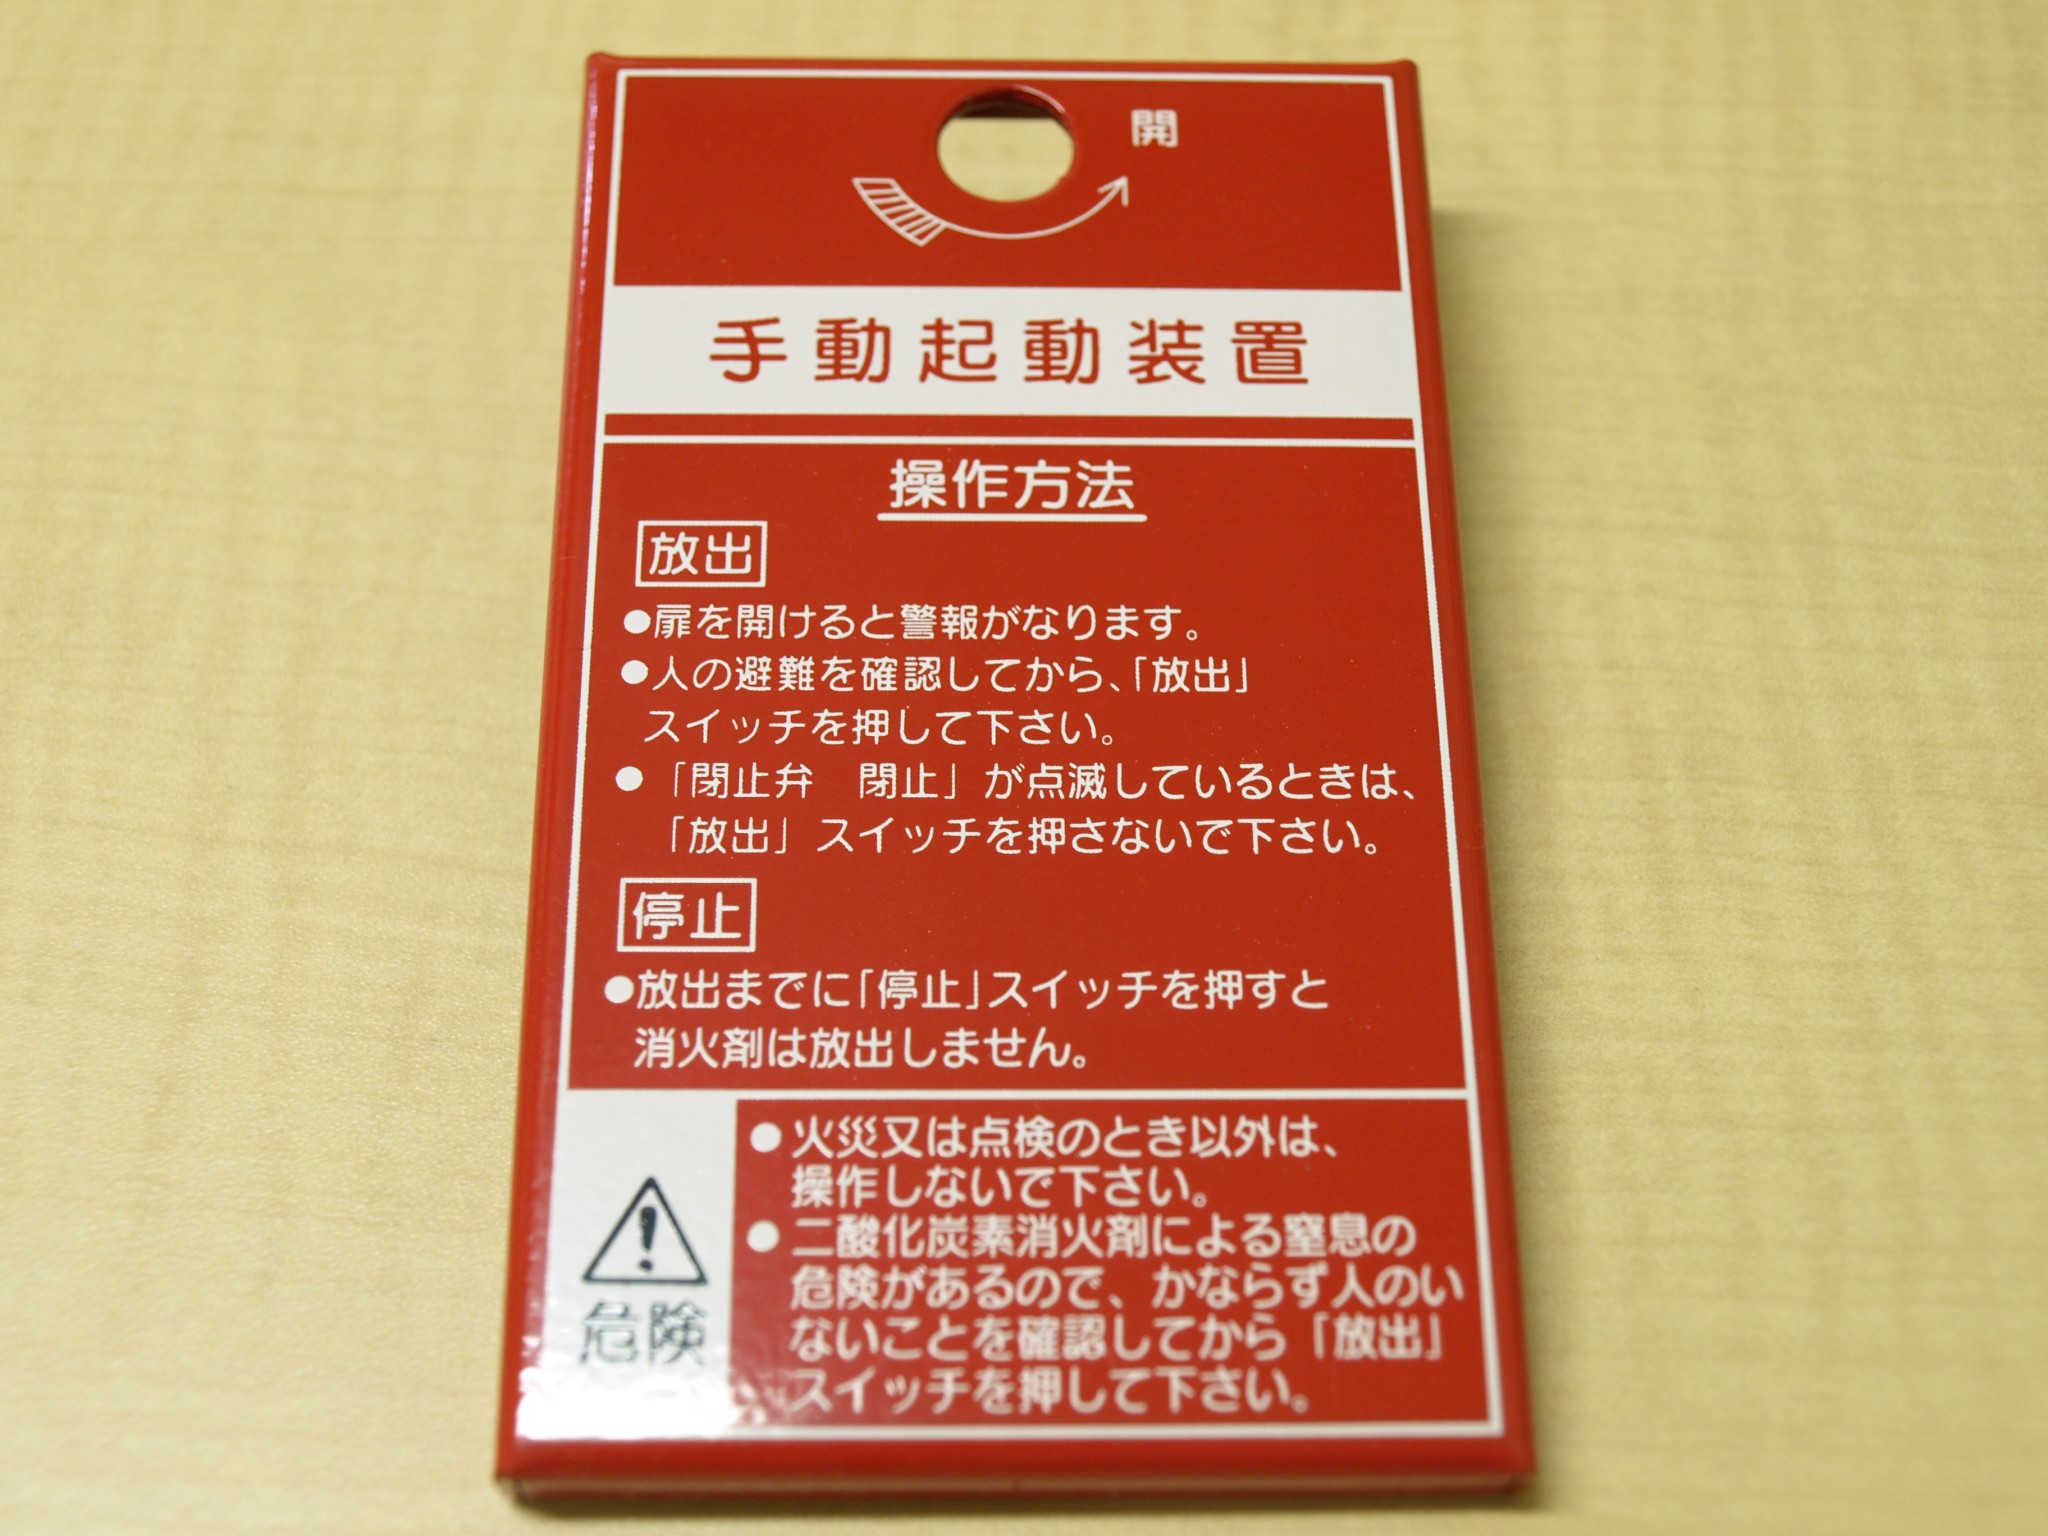 開
手動起動装置
操作方法
放出
●扉を開けると警報がなります。
●人の避難を確認してから、「放出」
スイッチを押して下さい。
●「閉止弁　閉止」が点滅しているときは、
「放出」スイッチを押さないで下さい。
停止
●放出までに「停止」スイッチを押すと
消火剤は放出しません。
危険
●火災又は点検のとき以外は、
操作しないで下さい。
●二酸化炭素消火剤による窒息の
危険があるので、かならず人のい
ないことを確認してから「放出」
スイッチを押して下さい。